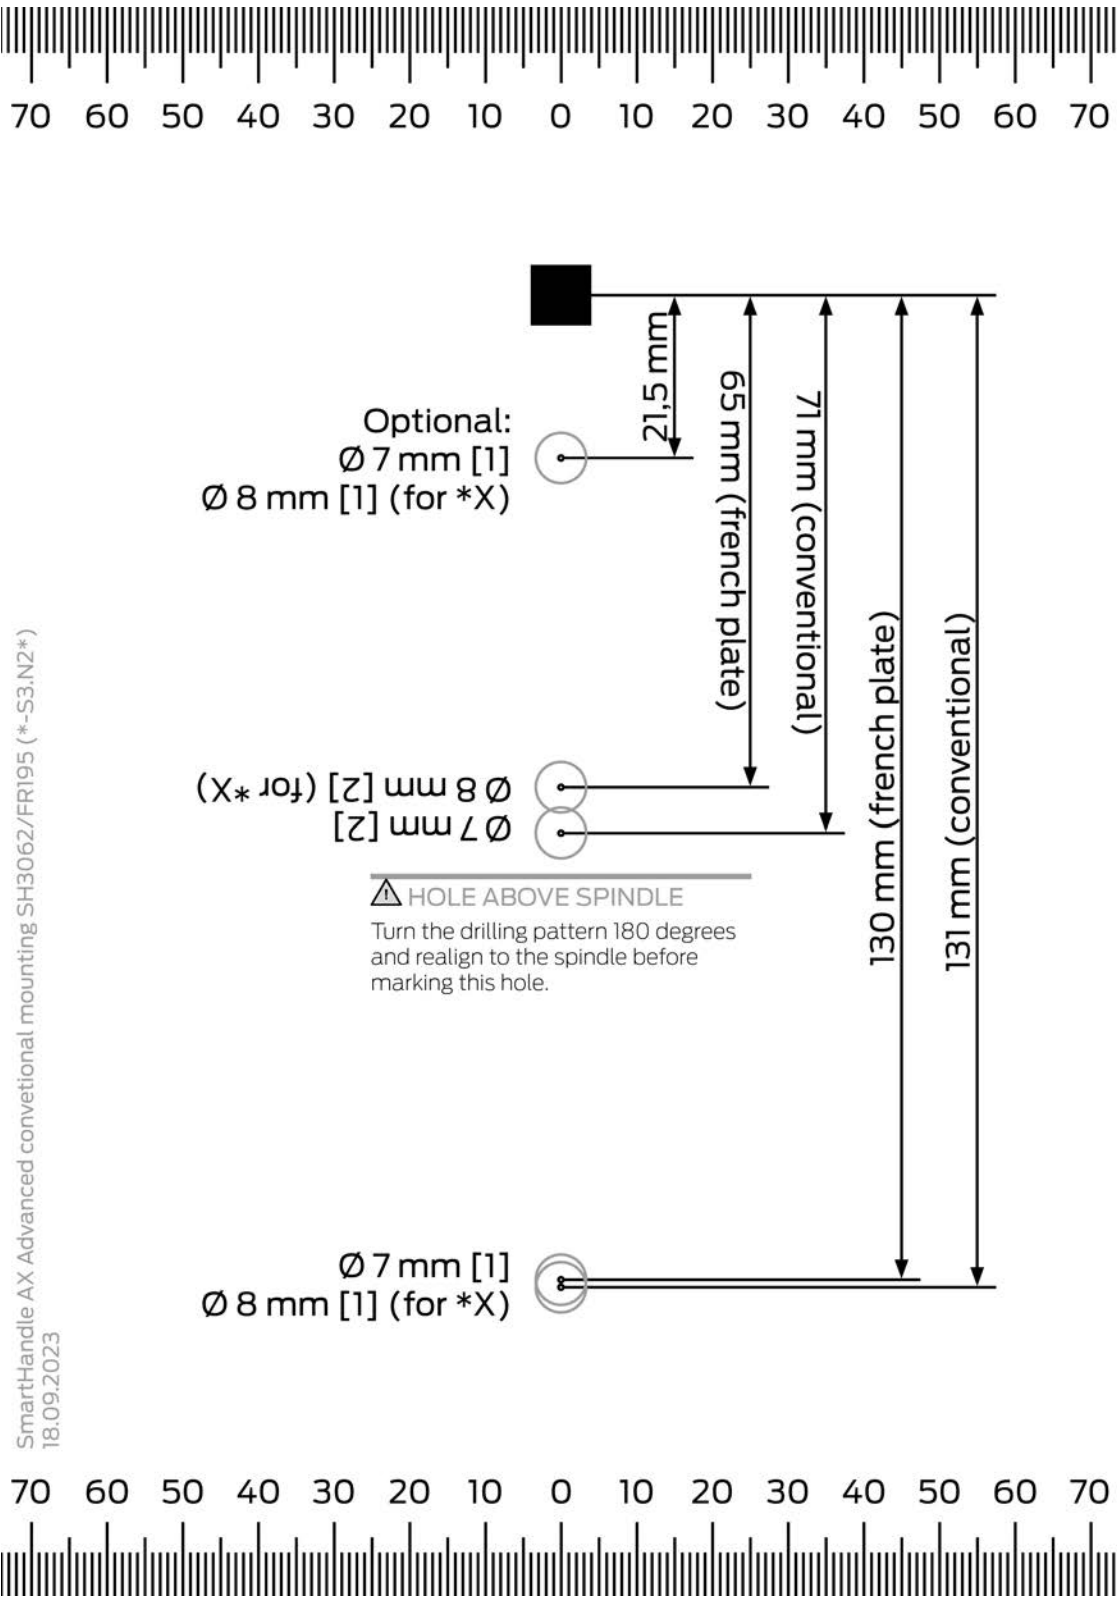 70 60 50 40 30 20 10 0 10 20 30 40 50 60 70
21,5 mm
65 mm (french plate)
71 mm (conventional)
130 mm (french plate)
131 mm (conventional)
Optional:
Ø 7 mm [1]
Ø 8 mm [1] (for *X)
Ø 8 mm [2] (for *X)
Ø 7 mm [2]
! HOLE ABOVE SPINDLE
Turn the drilling pattern 180 degrees
and realign to the spindle before
marking this hole.
Ø 7 mm [1]
Ø 8 mm [1] (for *X)
SmartHandle AX Advanced convetional mounting SH3062/FR195 (*-S3.N2*)
18.09.2023
70 60 50 40 30 20 10 0 10 20 30 40 50 60 70